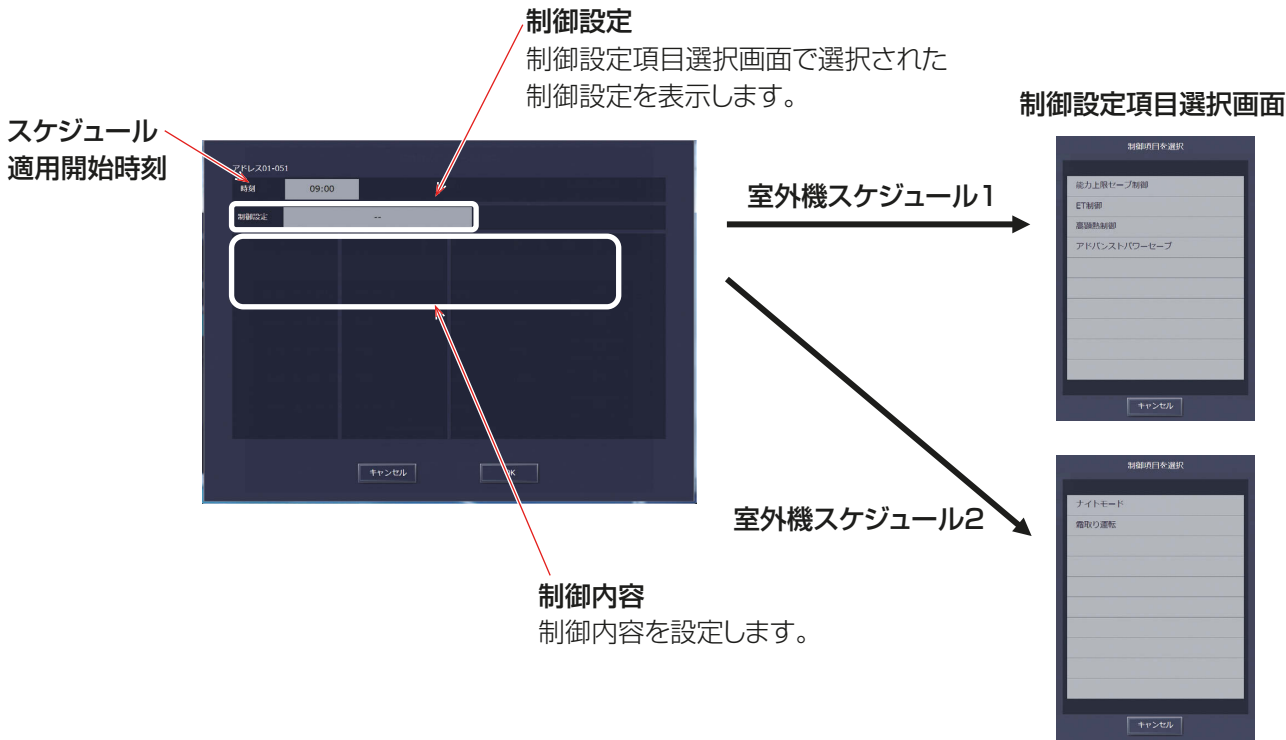 制御設定
制御設定項目選択画面で選択された
制御設定を表示します。
制御設定項目選択画面
スケジュール
適用開始時刻
アドレス01-051
時刻 09:00
制御設定 --
キャンセル OK
室外機スケジュール1
制御項目を選択
能力上限セーブ制御
ET制御
高顕熱制御
アドバンストパワーセーブ
キャンセル
室外機スケジュール2
制御項目を選択
ナイトモード
霜取り運転
キャンセル
制御内容
制御内容を設定します。